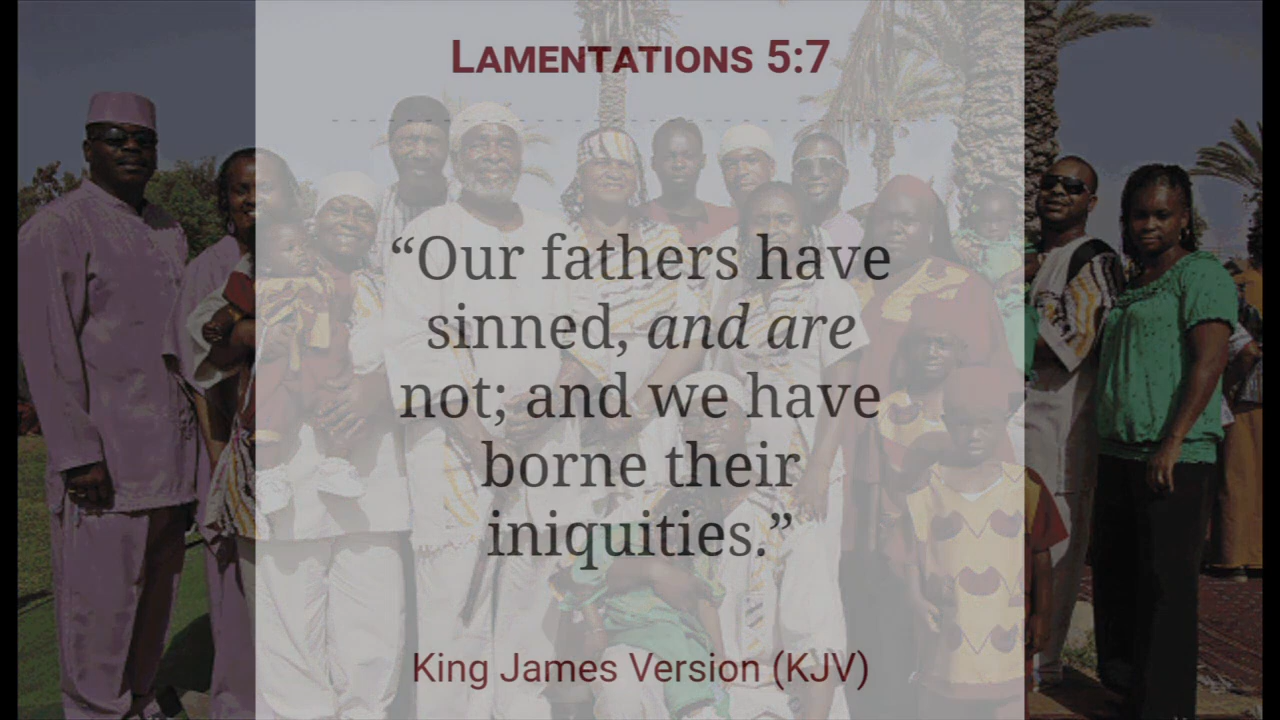 LAMENTATIONS 5:7
“Our fathers have
sinned, and are
not; and we have
borne their
iniquities.”
King James Version (KJV)